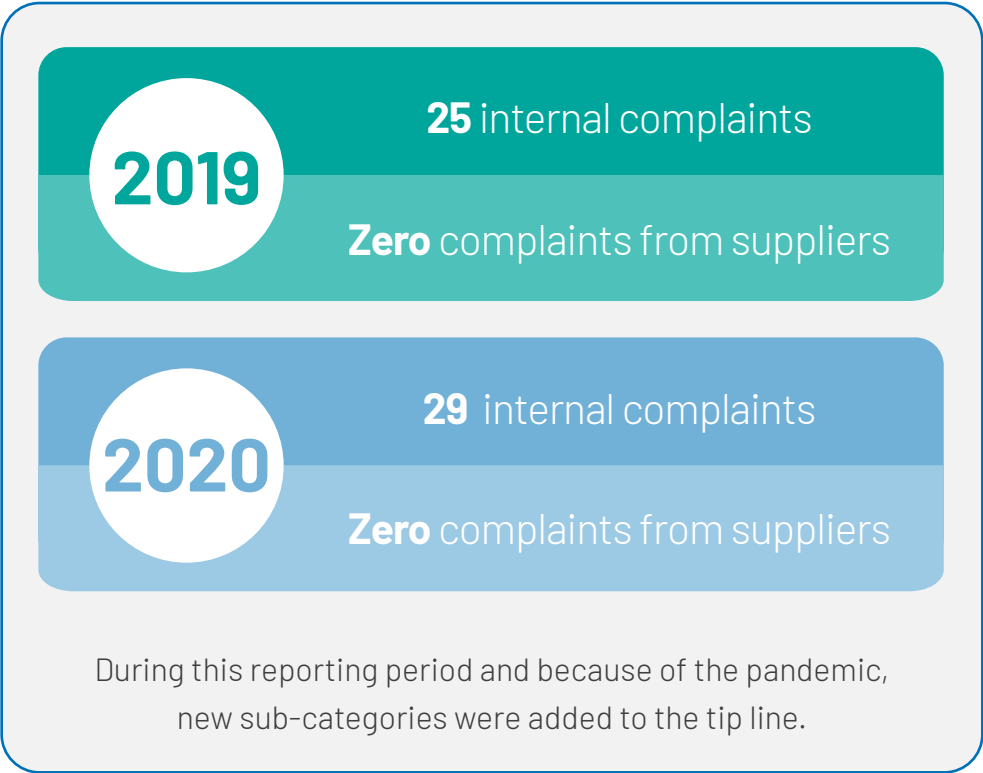 2019
25 internal complaints
Zero complaints from suppliers
2020
29 internal complaints
Zero complaints from suppliers
During this reporting period and because of the pandemic,
new sub-categories were added to the tip line.